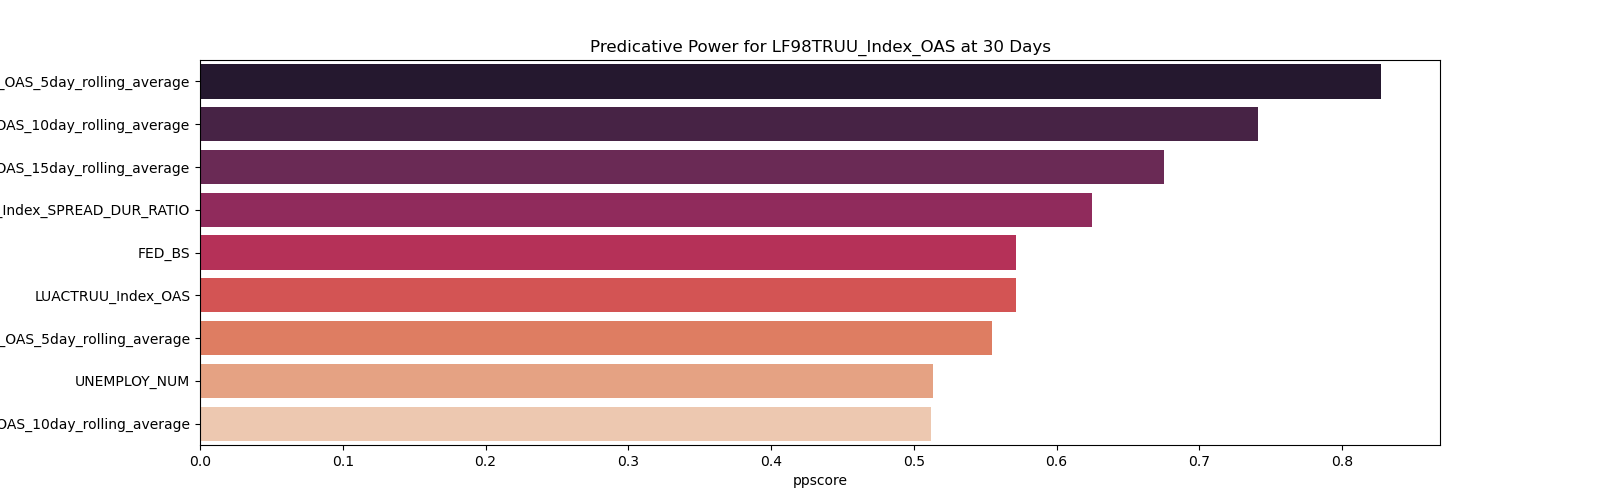 Predicative Power for LF98TRUU_Index_OAS at 30 Days
_OAS_5day_rolling_average
OAS_10day_rolling_average
OAS_15day_rolling_average
_Index_SPREAD_DUR_RATIO
FED_BS
LUACTRUU_Index_OAS
_OAS_5day_rolling_average
UNEMPLOY_NUM
OAS_10day_rolling_average
0.0 0.1 0.2 0.3 0.4 0.5 0.6 0.7 0.8
ppscore